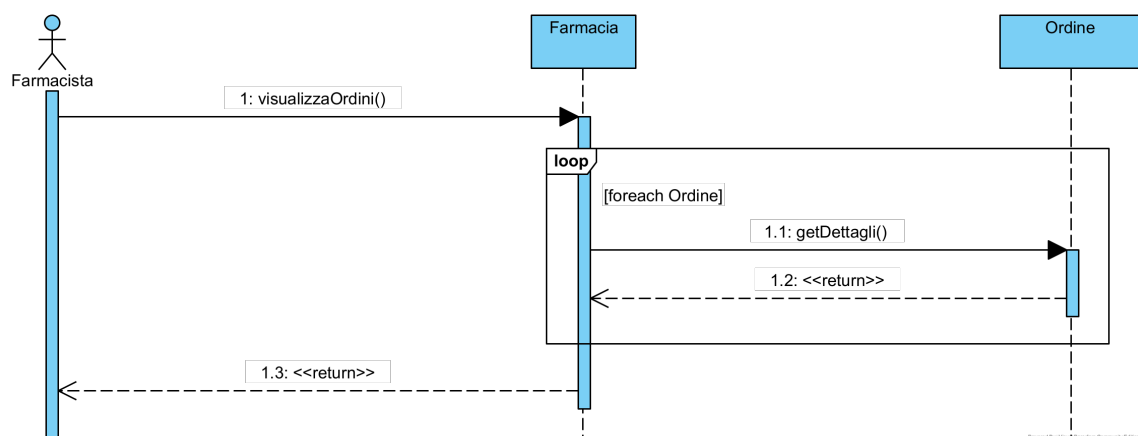 Farmacia
Ordine
Farmacista
1: visualizzaOrdini()
loop
[foreach Ordine]
1.1: getDettagli()
1.2: <<return>>
1.3: <<return>>